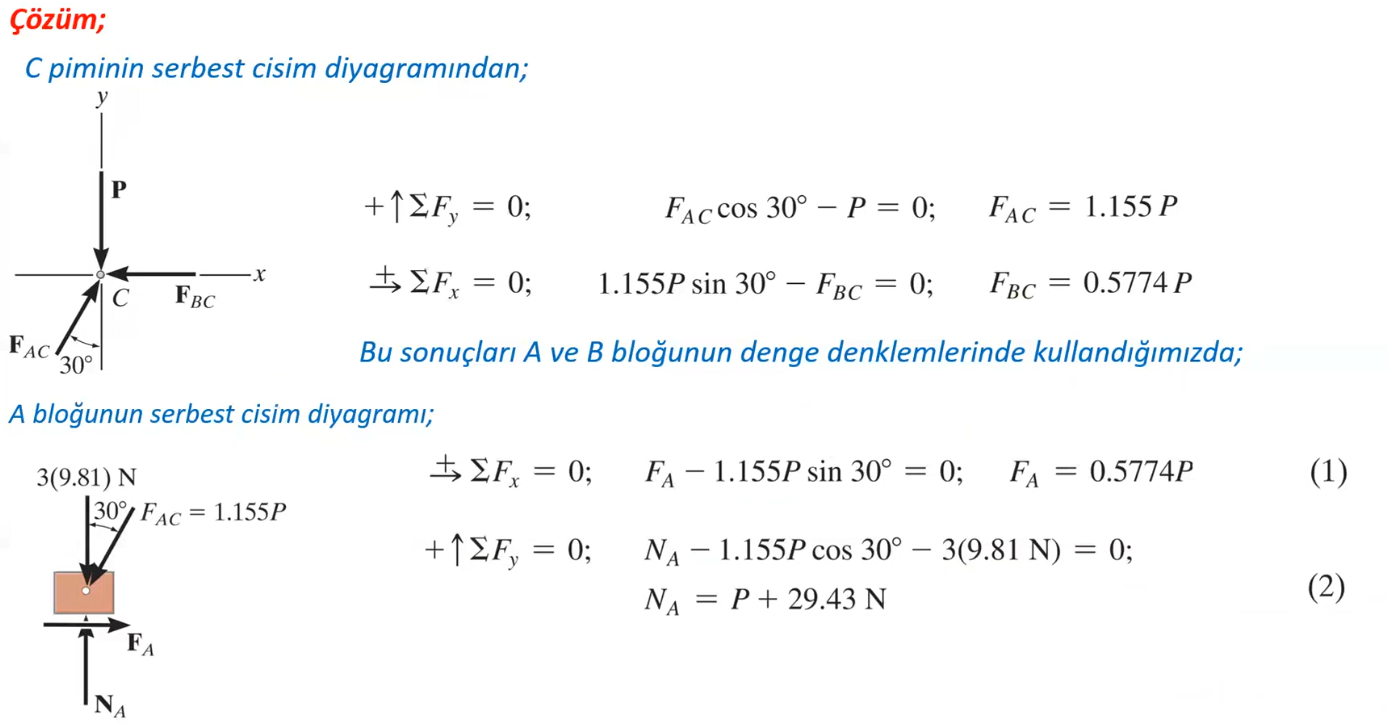 Çözüm;
C piminin serbest cisim diyagramından;
y
P
x
C
F_BC
F_AC
30°
+↑ΣF_y = 0; F_AC cos 30° − P = 0; F_AC = 1.155 P
⁺→ ΣF_x = 0; 1.155P sin 30° − F_BC = 0; F_BC = 0.5774 P
Bu sonuçları A ve B bloğunun denge denklemlerinde kullandığımızda;
A bloğunun serbest cisim diyagramı;
3(9.81) N
30° F_AC = 1.155P
F_A
N_A
⁺→ ΣF_x = 0; F_A − 1.155P sin 30° = 0; F_A = 0.5774P (1)
+↑ΣF_y = 0; N_A − 1.155P cos 30° − 3(9.81 N) = 0;
N_A = P + 29.43 N (2)